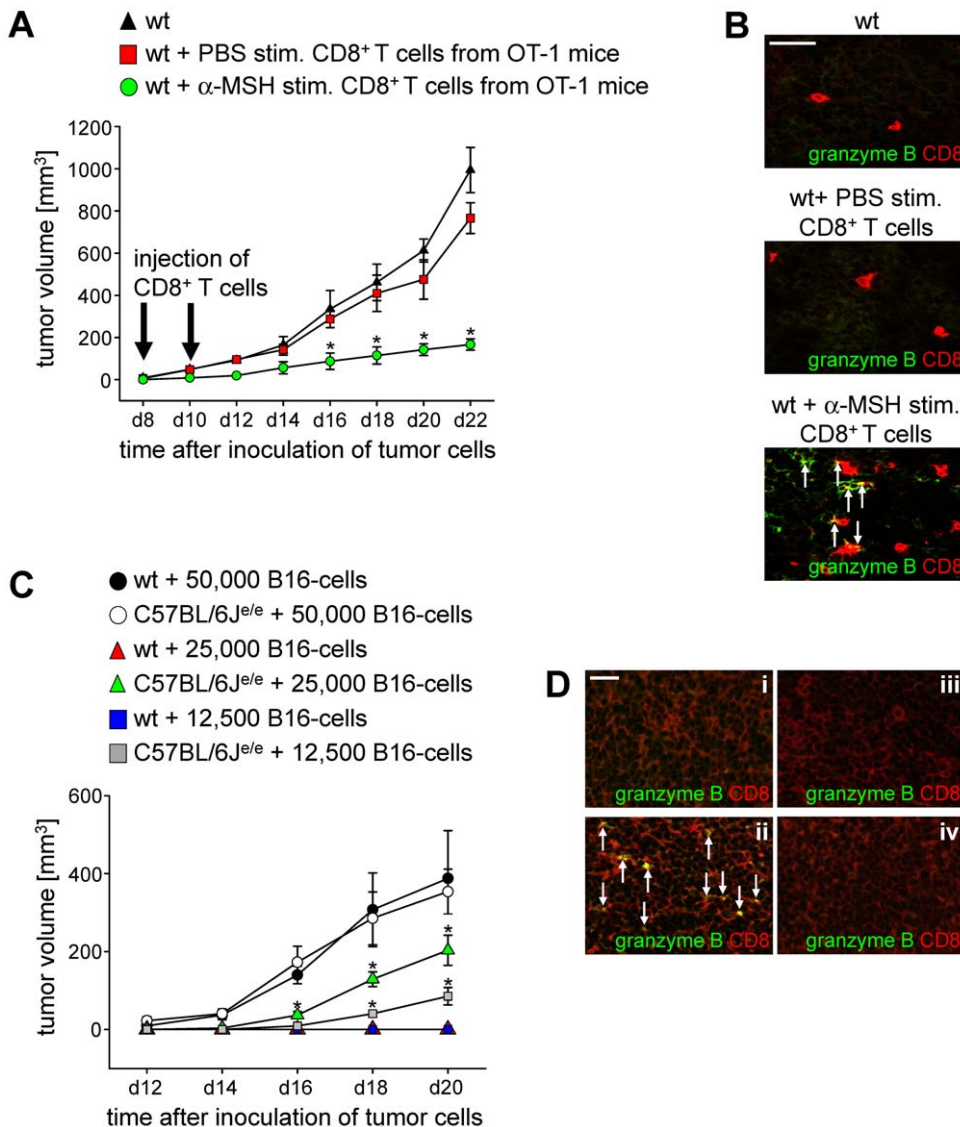 A
wt
wt + PBS stim. CD8+ T cells from OT-1 mice
wt + α-MSH stim. CD8+ T cells from OT-1 mice
1200
1000
800
600
400
200
0
tumor volume [mm³]
injection of
CD8+ T cells
*
*
*
*
d8
d10
d12
d14
d16
d18
d20
d22
time after inoculation of tumor cells
B
wt
granzyme B CD8
wt+ PBS stim.
CD8+ T cells
granzyme B CD8
wt + α-MSH stim.
CD8+ T cells
granzyme B CD8
C
wt + 50,000 B16-cells
C57BL/6Je/e + 50,000 B16-cells
wt + 25,000 B16-cells
C57BL/6Je/e + 25,000 B16-cells
wt + 12,500 B16-cells
C57BL/6Je/e + 12,500 B16-cells
600
400
200
0
tumor volume [mm³]
*
*
*
*
*
d12
d14
d16
d18
d20
time after inoculation of tumor cells
D
i
granzyme B CD8
iii
granzyme B CD8
ii
granzyme B CD8
iv
granzyme B CD8